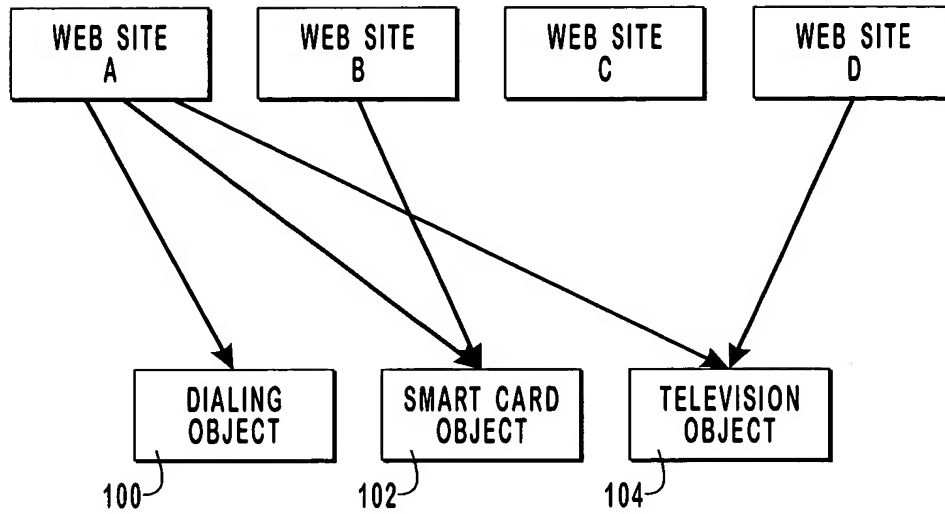 WEB SITE
A
WEB SITE
B
WEB SITE
C
WEB SITE
D
DIALING
OBJECT
SMART CARD
OBJECT
TELEVISION
OBJECT
100
102
104